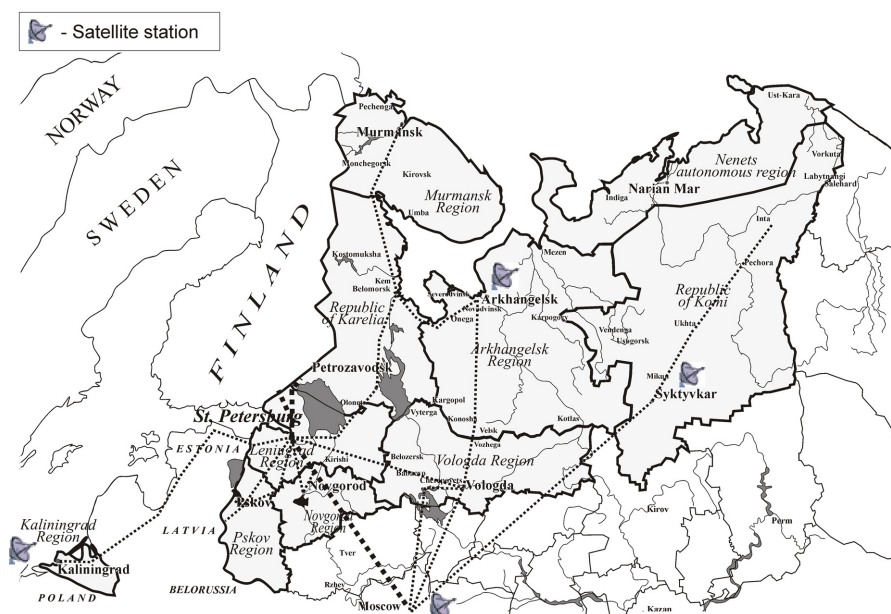 - Satellite station
NORWAY
SWEDEN
FINLAND
Pechenga
Murmansk
Monchegorsk
Kirovsk
Murmansk
Region
Umba
Ust-Kara
Vorkuta
Nenets
autonomous region
Labytnangi
Salehard
Narian Mar
Indiga
Inta
Mezen
Kostomuksha
Pechora
Kem
Belomorsk
Severodvinsk
Arkhangelsk
Novodvinsk
Republic
of Komi
Republic
of Karelia
Onega
Karpogory
Ukhta
Vendenga
Usogorsk
Arkhangelsk
Region
Petrozavodsk
Mikun
Syktyvkar
Olonets
Kargopol
Vyterga
Konosha
Kotlas
St. Petersburg
Velsk
Vozhega
ESTONIA
Leningrad
Region
Kirishi
Belozersk
Vologda Region
Babaevo
Cherepovets
Vologda
Pskov
Novgorod
Kaliningrad
Region
LATVIA
Pskov
Region
Novgorod
Region
Kirov
Perm
Tver
Kaliningrad
POLAND
BELORUSSIA
Rzhev
Moscow
Kazan